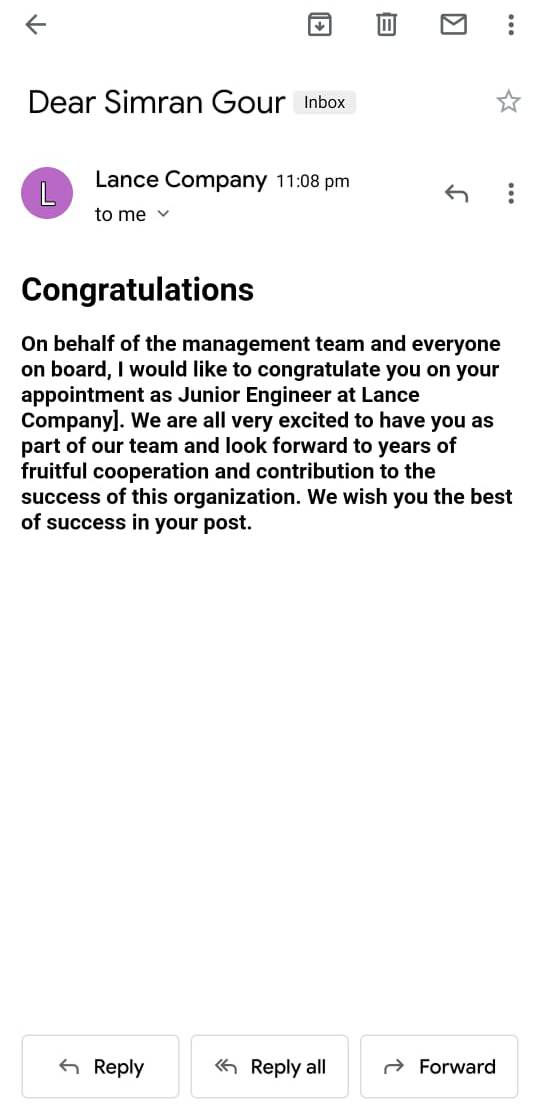 Dear Simran Gour Inbox
L
Lance Company 11:08 pm
to me
Congratulations
On behalf of the management team and everyone
on board, I would like to congratulate you on your
appointment as Junior Engineer at Lance
Company]. We are all very excited to have you as
part of our team and look forward to years of
fruitful cooperation and contribution to the
success of this organization. We wish you the best
of success in your post.
Reply
Reply all
Forward